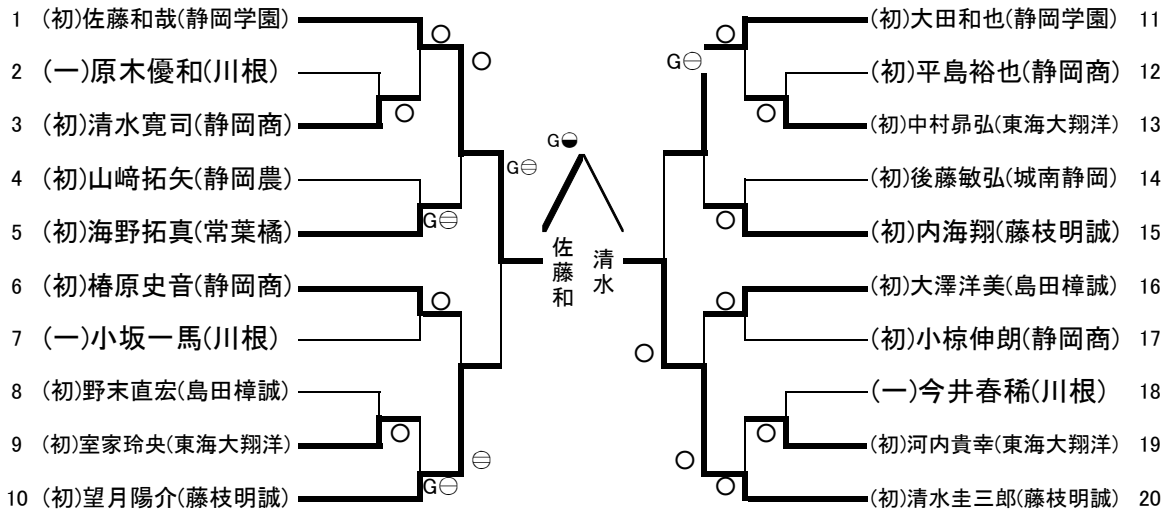 1 (初)佐藤和哉(静岡学園)
2 (一)原木優和(川根)
3 (初)清水寛司(静岡商)
4 (初)山﨑拓矢(静岡農)
5 (初)海野拓真(常葉橘)
6 (初)椿原史音(静岡商)
7 (一)小坂一馬(川根)
8 (初)野末直宏(島田樟誠)
9 (初)室家玲央(東海大翔洋)
10 (初)望月陽介(藤枝明誠)
○
○
○
G⊖
G⊖
○
○
⊖
G⊖
G◒
佐藤和
清水
○
G⊖
○
○
○
○
○
○
○
(初)大田和也(静岡学園) 11
(初)平島裕也(静岡商) 12
(初)中村昴弘(東海大翔洋) 13
(初)後藤敏弘(城南静岡) 14
(初)内海翔(藤枝明誠) 15
(初)大澤洋美(島田樟誠) 16
(初)小椋伸朗(静岡商) 17
(一)今井春稀(川根) 18
(初)河内貴幸(東海大翔洋) 19
(初)清水圭三郎(藤枝明誠) 20